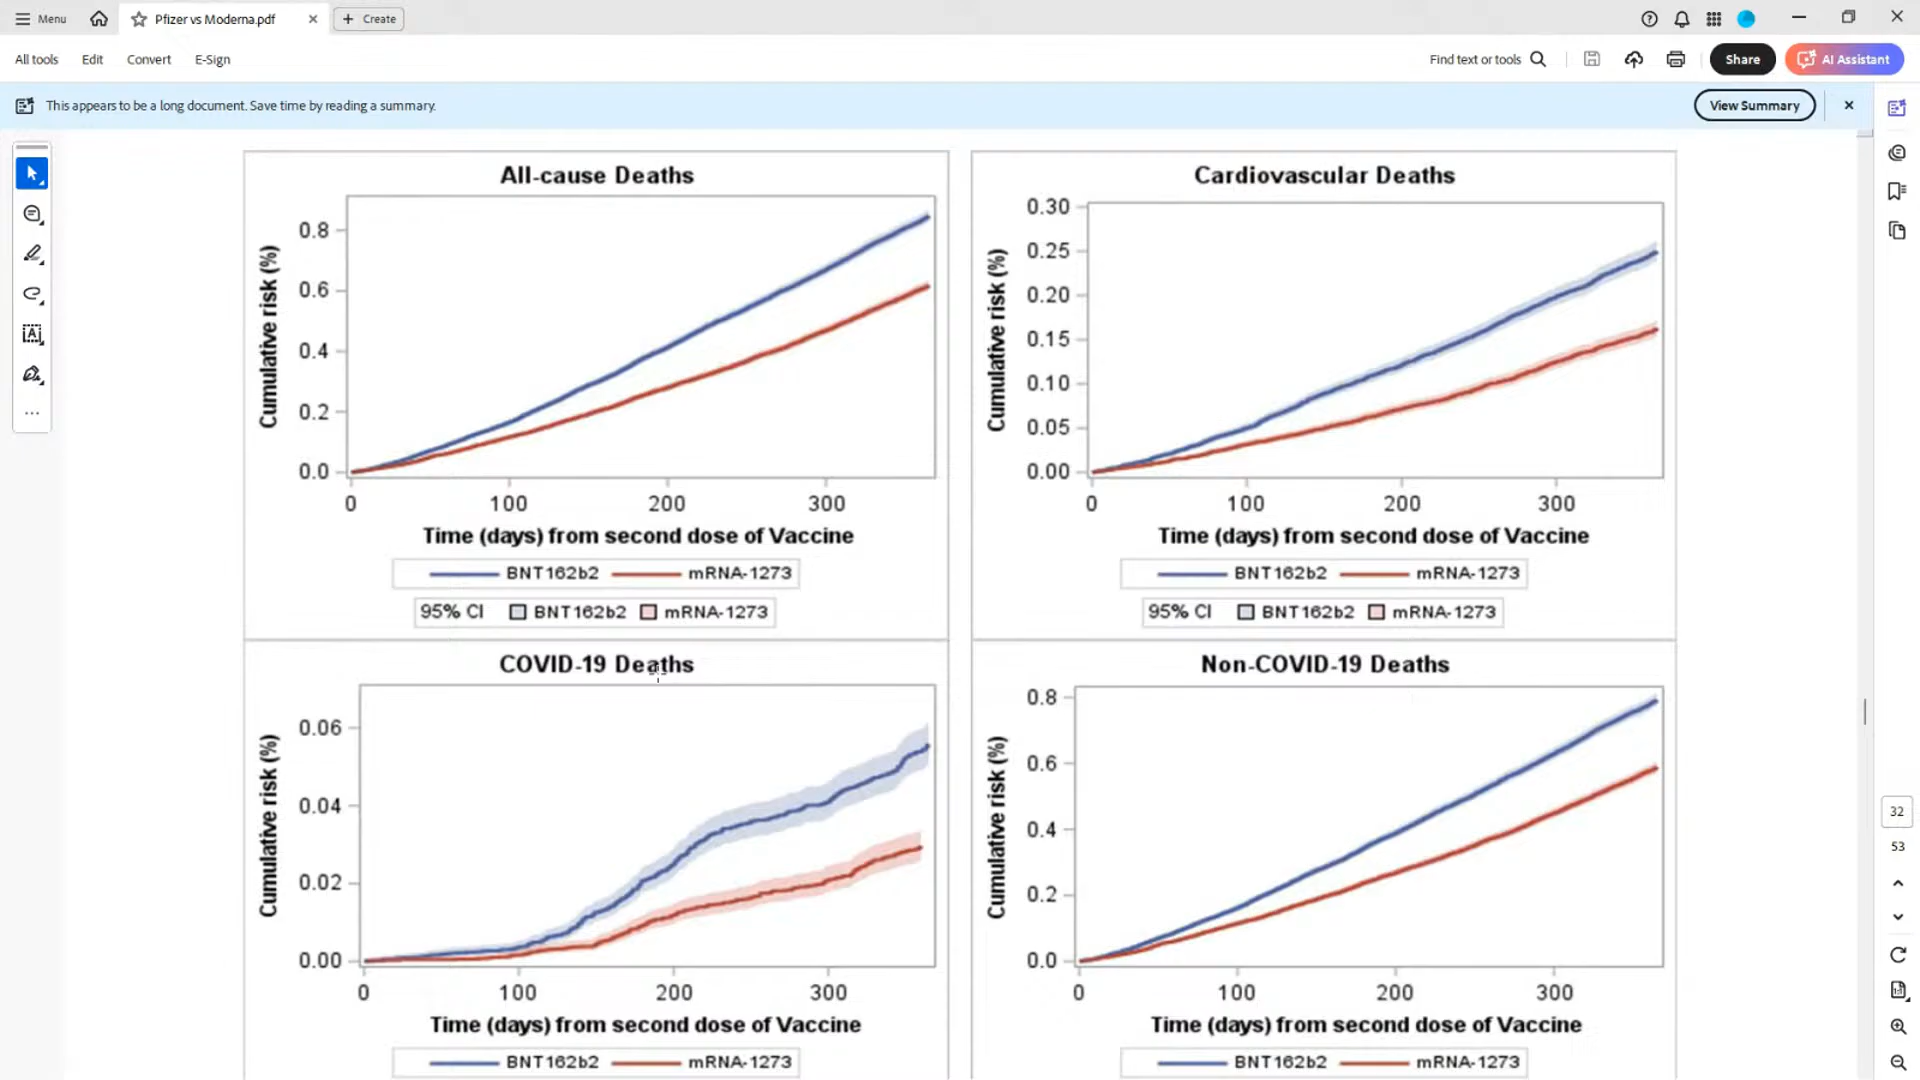 Menu
Pfizer vs Moderna.pdf
Create
All tools
Edit
Convert
E-Sign
Find text or tools
Share
AI Assistant
This appears to be a long document. Save time by reading a summary.
View Summary
All-cause Deaths
Cumulative risk (%)
0.8
0.6
0.4
0.2
0.0
0 100 200 300
Time (days) from second dose of Vaccine
BNT162b2 mRNA-1273
95% CI BNT162b2 mRNA-1273
Cardiovascular Deaths
Cumulative risk (%)
0.30
0.25
0.20
0.15
0.10
0.05
0.00
0 100 200 300
Time (days) from second dose of Vaccine
BNT162b2 mRNA-1273
95% CI BNT162b2 mRNA-1273
COVID-19 Deaths
Cumulative risk (%)
0.06
0.04
0.02
0.00
0 100 200 300
Time (days) from second dose of Vaccine
BNT162b2 mRNA-1273
Non-COVID-19 Deaths
Cumulative risk (%)
0.8
0.6
0.4
0.2
0.0
0 100 200 300
Time (days) from second dose of Vaccine
BNT162b2 mRNA-1273
32
53